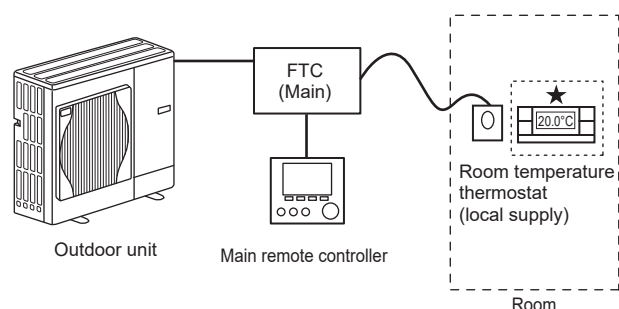 FTC
(Main)
20.0°C
Room temperature
thermostat
(local supply)
Outdoor unit
Main remote controller
Room